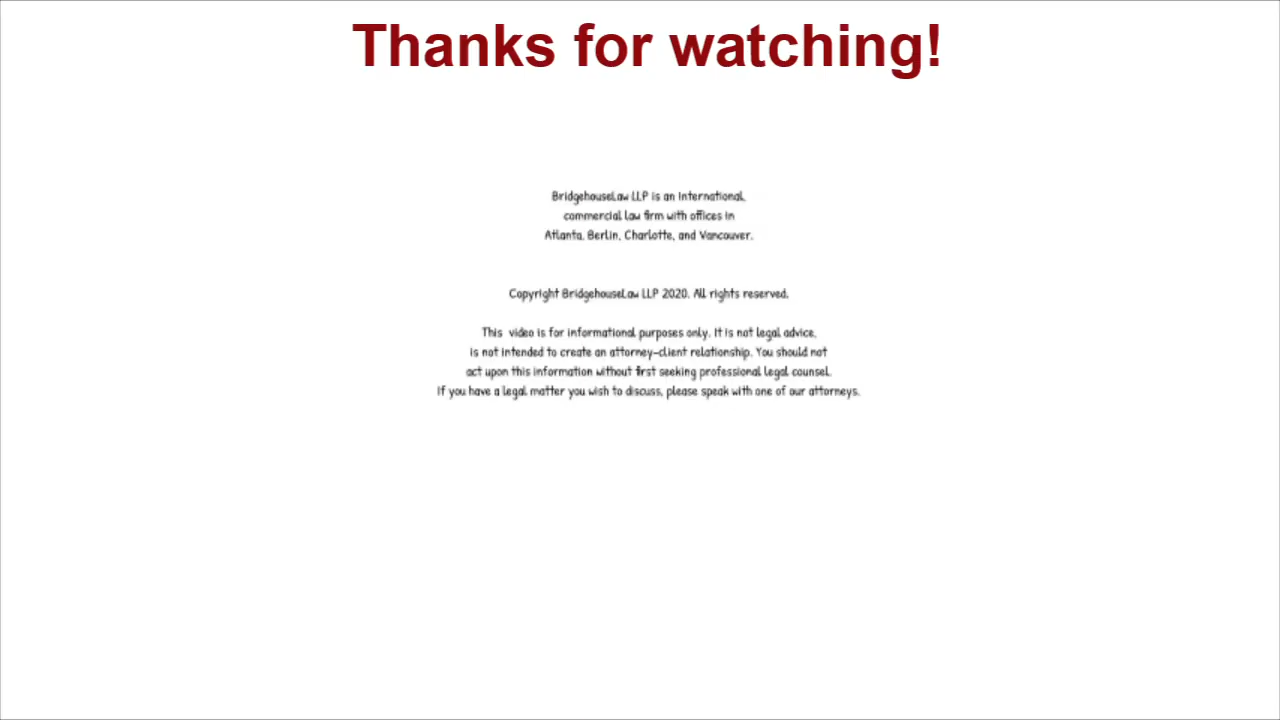 Thanks for watching!
BridgehouseLaw LLP is an international,
commercial law firm with offices in
Atlanta, Berlin, Charlotte, and Vancouver.
Copyright BridgehouseLaw LLP 2020. All rights reserved.
This video is for informational purposes only. It is not legal advice,
is not intended to create an attorney-client relationship. You should not
act upon this information without first seeking professional legal counsel.
If you have a legal matter you wish to discuss, please speak with one of our attorneys.